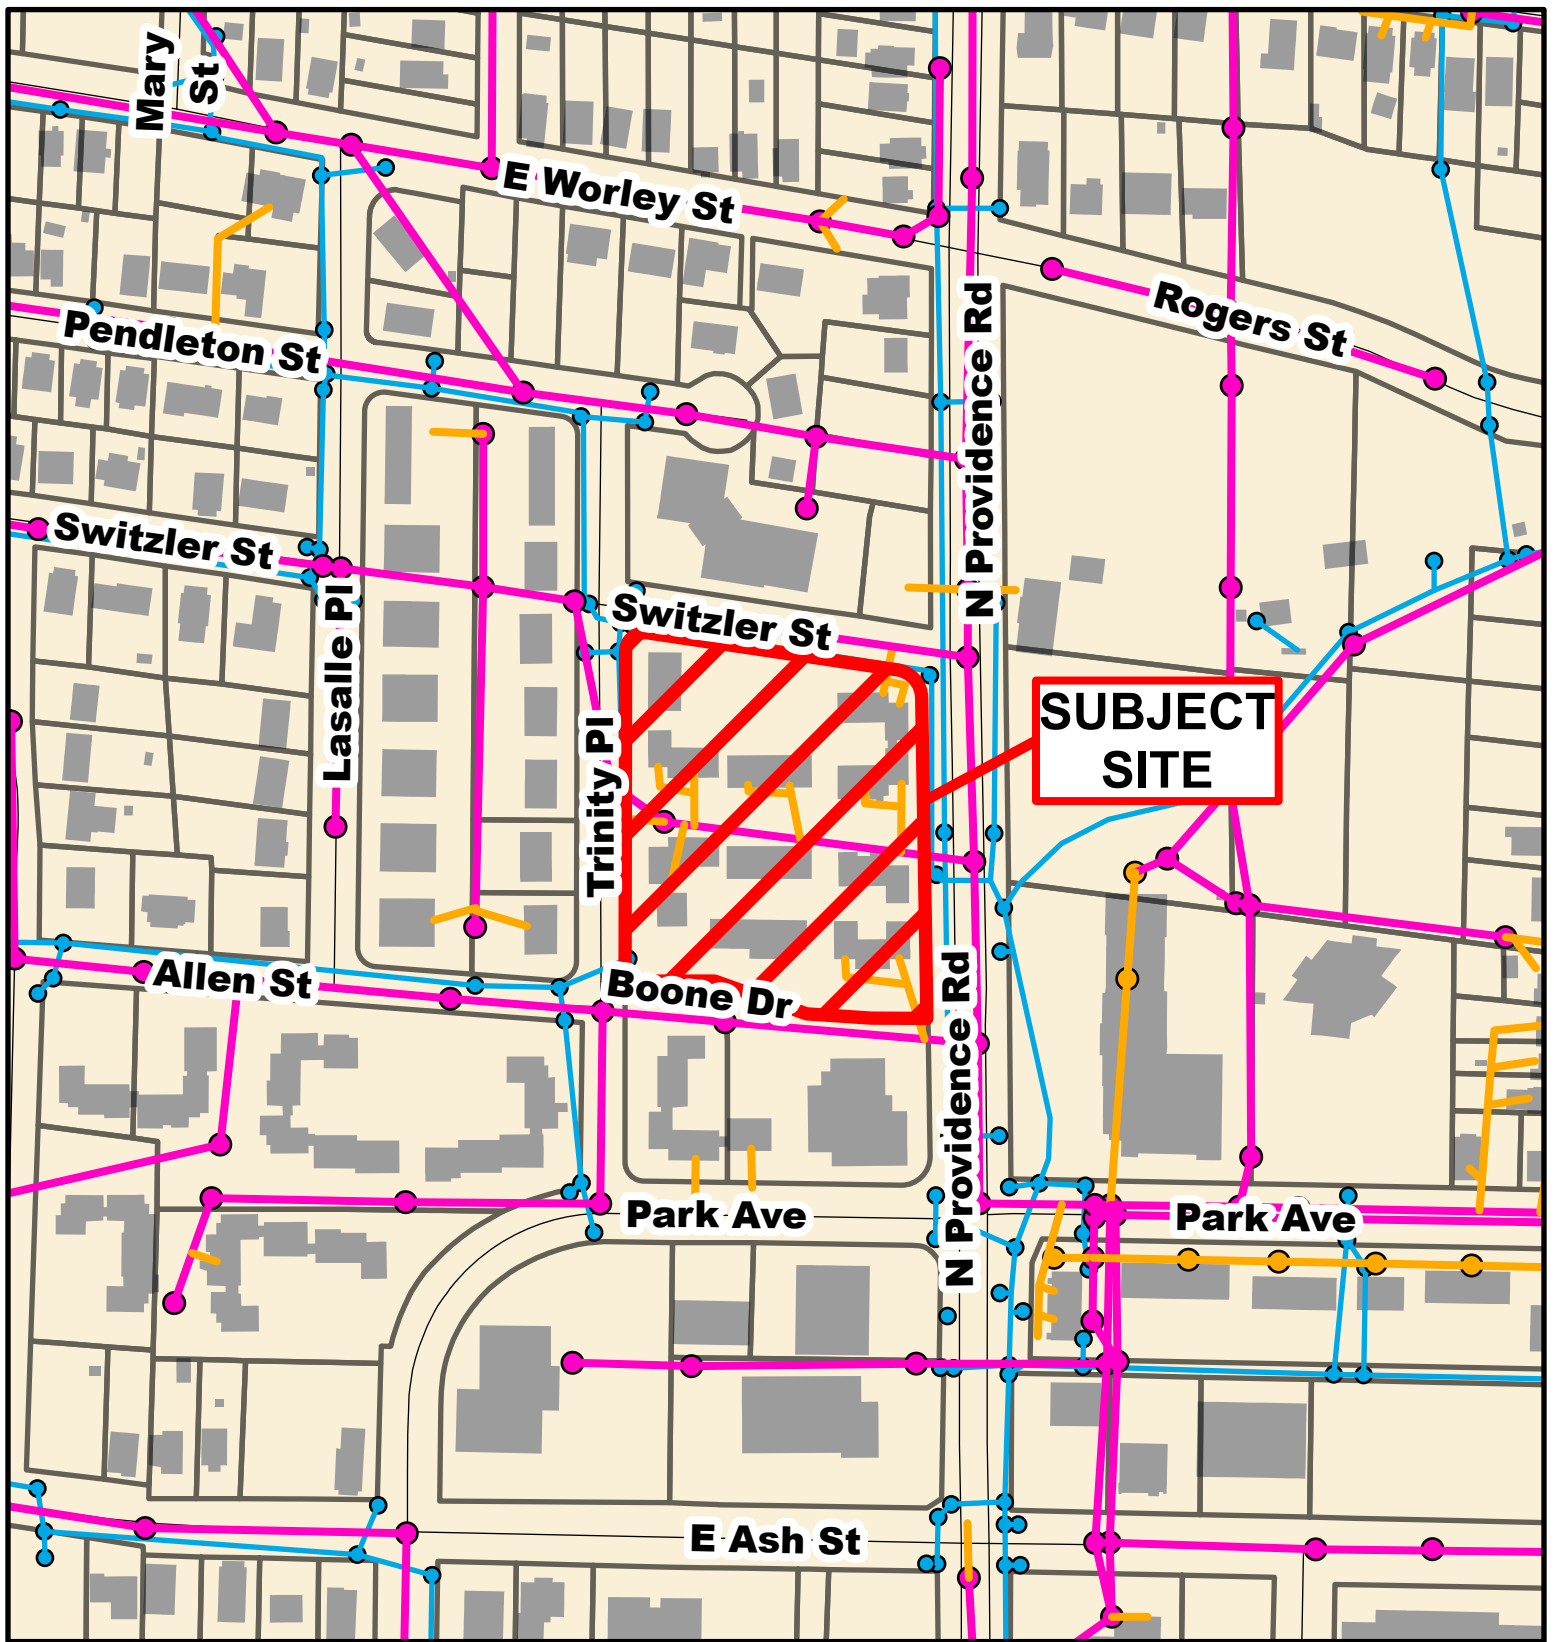 Mary
St
E Worley St
Rogers St
Pendleton St
N Providence Rd
Switzler St
Switzler St
Lasalle Pl
SUBJECT
SITE
Trinity Pl
Allen St
Boone Dr
N Providence Rd
Park Ave
Park Ave
E Ash St